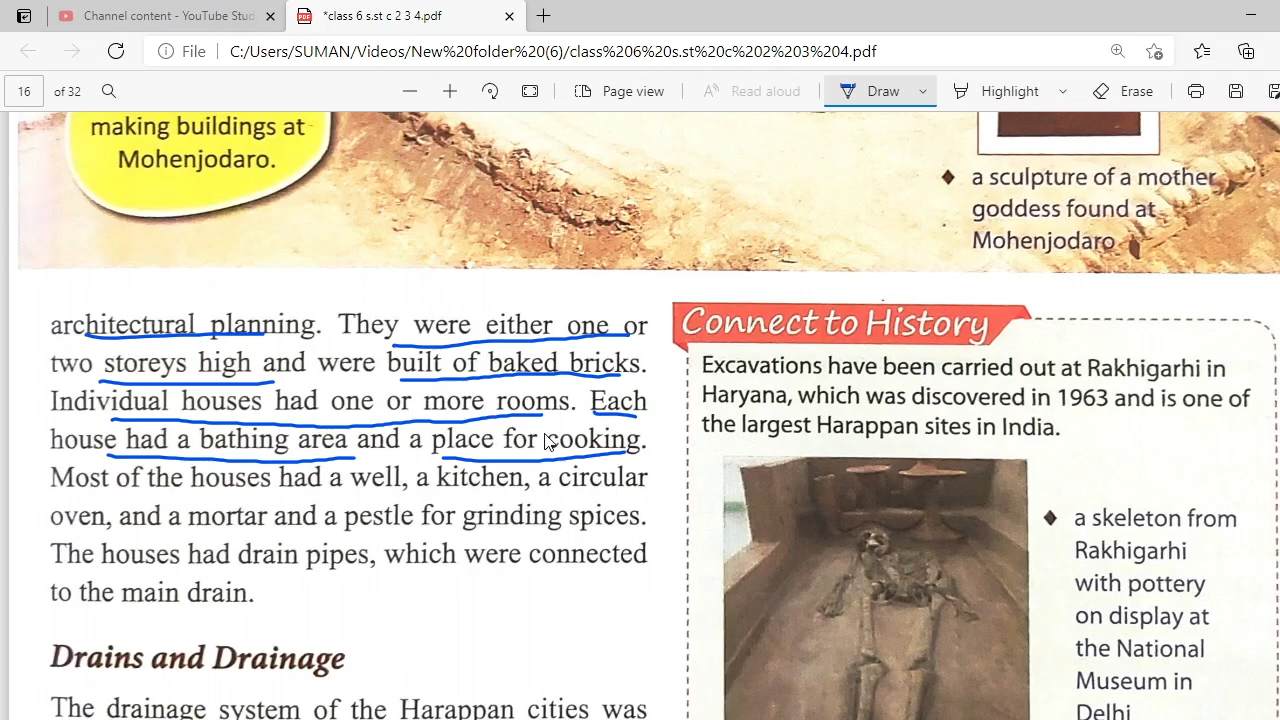 Channel content - YouTube Stud
*class 6 s.st c 2 3 4.pdf
File
C:/Users/SUMAN/Videos/New%20folder%20(6)/class%206%20s.st%20c%202%203%204.pdf
16 of 32
Page view
Read aloud
Draw
Highlight
Erase
making buildings at
Mohenjodaro.
a sculpture of a mother
goddess found at
Mohenjodaro
architectural planning. They were either one or
two storeys high and were built of baked bricks.
Individual houses had one or more rooms. Each
house had a bathing area and a place for cooking.
Most of the houses had a well, a kitchen, a circular
oven, and a mortar and a pestle for grinding spices.
The houses had drain pipes, which were connected
to the main drain.
Drains and Drainage
The drainage system of the Harappan cities was
Connect to History
Excavations have been carried out at Rakhigarhi in
Haryana, which was discovered in 1963 and is one of
the largest Harappan sites in India.
a skeleton from
Rakhigarhi
with pottery
on display at
the National
Museum in
Delhi